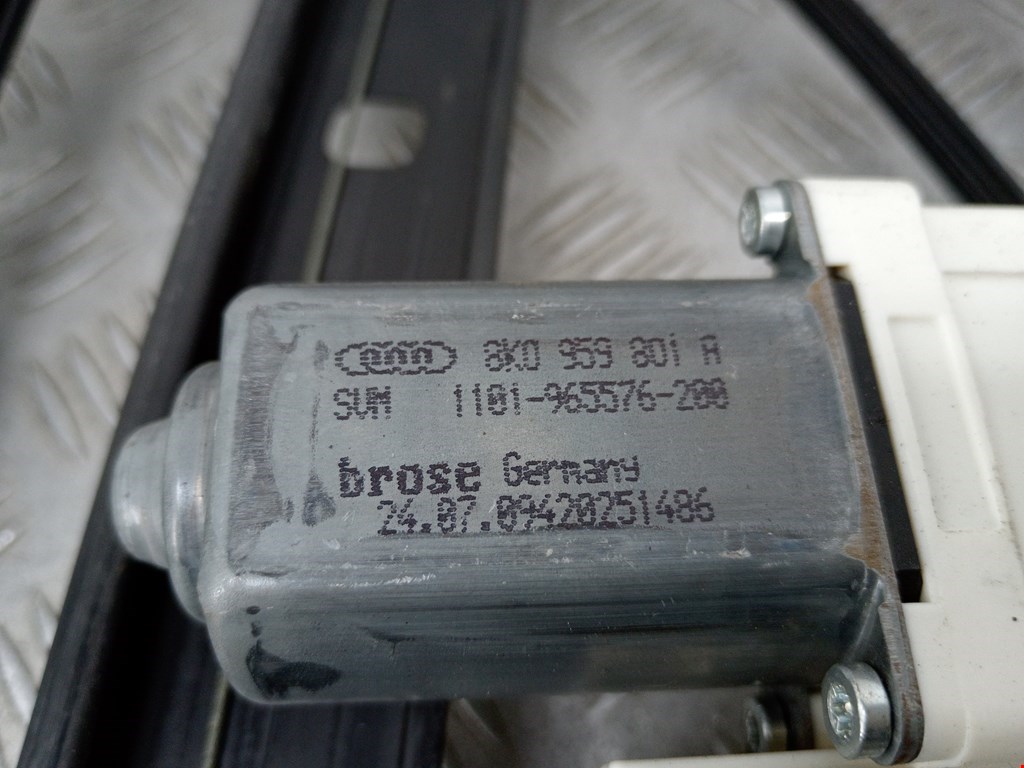 8K0 959 801 A
SWM 1101-965576-200
brose Germany
24.07.09420251486